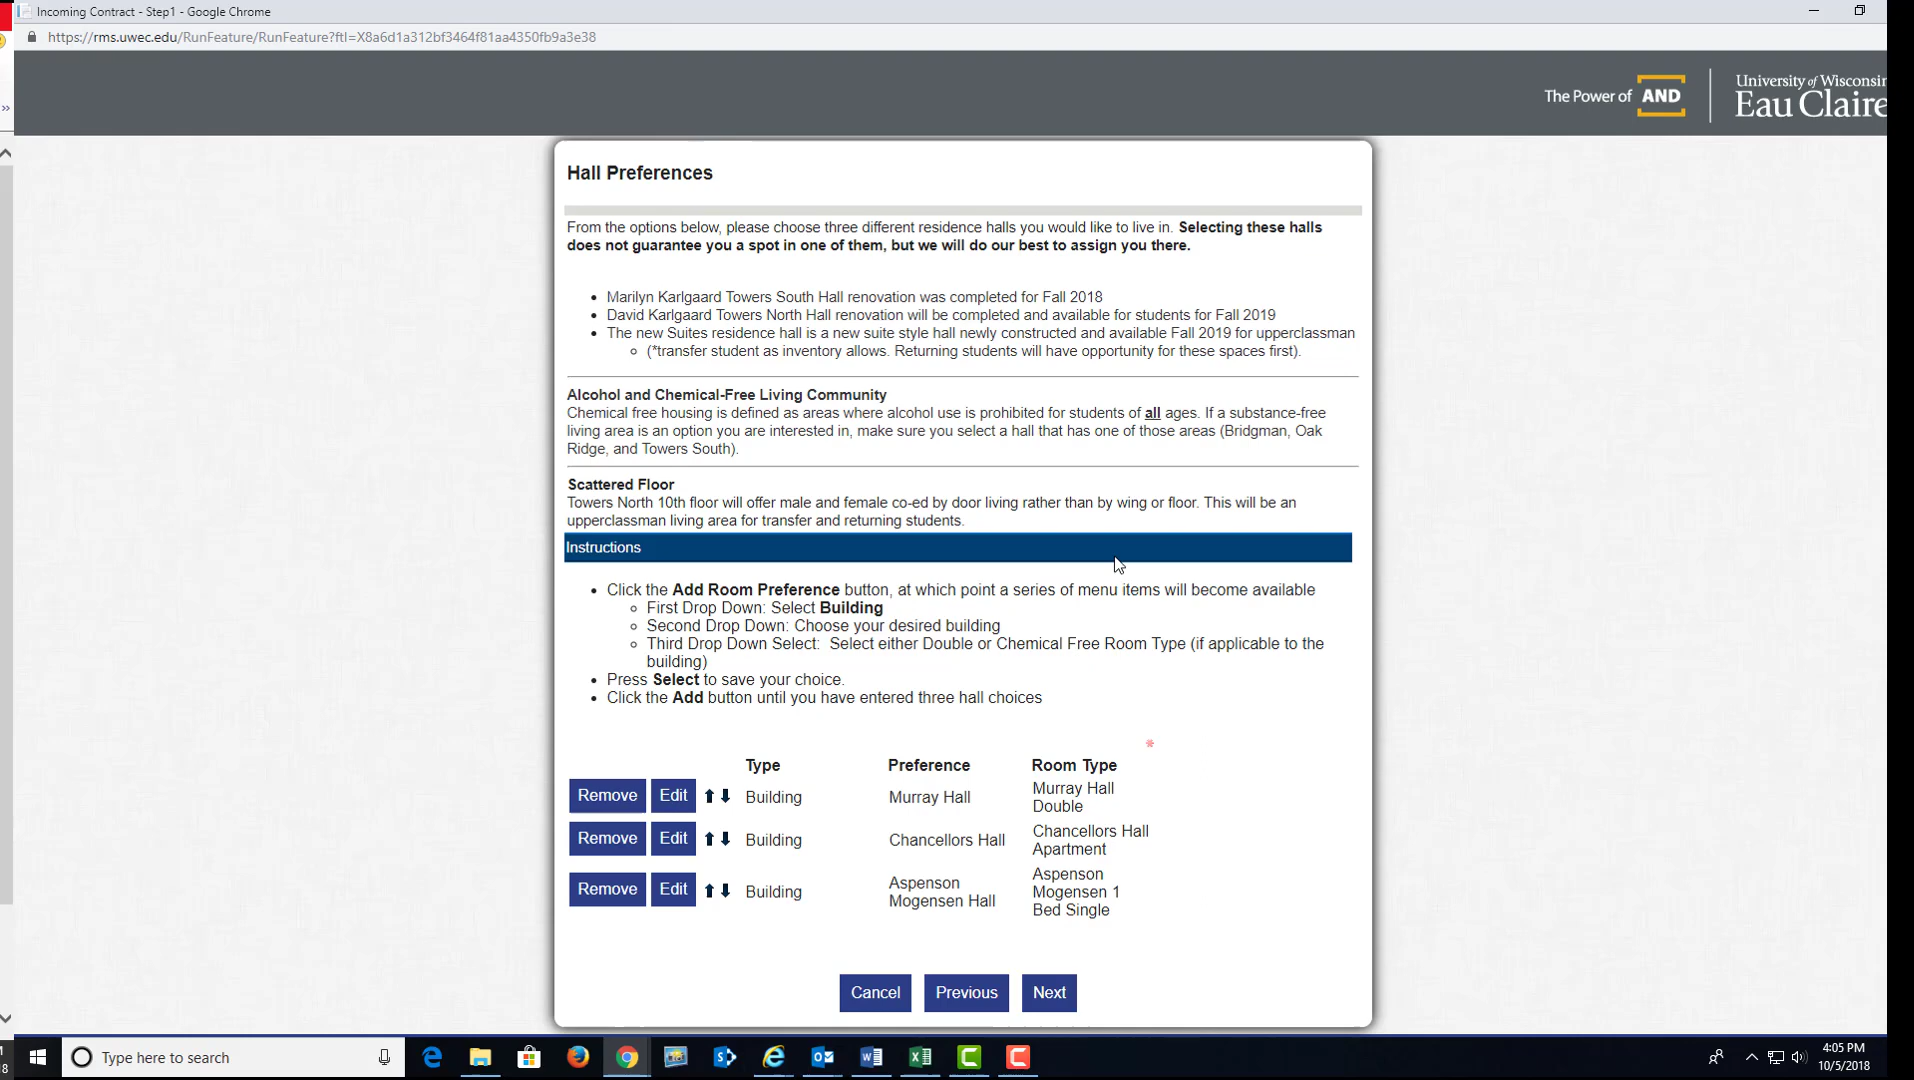 Incoming Contract - Step1 - Google Chrome
https://rms.uwec.edu/RunFeature/RunFeature?ftI=X8a6d1a312bf3464f81aa4350fb9a3e38
The Power of AND
University of Wisconsin
Eau Claire
Hall Preferences
From the options below, please choose three different residence halls you would like to live in. Selecting these halls
does not guarantee you a spot in one of them, but we will do our best to assign you there.
• Marilyn Karlgaard Towers South Hall renovation was completed for Fall 2018
• David Karlgaard Towers North Hall renovation will be completed and available for students for Fall 2019
• The new Suites residence hall is a new suite style hall newly constructed and available Fall 2019 for upperclassman
(*transfer student as inventory allows. Returning students will have opportunity for these spaces first).
Alcohol and Chemical-Free Living Community
Chemical free housing is defined as areas where alcohol use is prohibited for students of all ages. If a substance-free
living area is an option you are interested in, make sure you select a hall that has one of those areas (Bridgman, Oak
Ridge, and Towers South).
Scattered Floor
Towers North 10th floor will offer male and female co-ed by door living rather than by wing or floor. This will be an
upperclassman living area for transfer and returning students.
Instructions
• Click the Add Room Preference button, at which point a series of menu items will become available
First Drop Down: Select Building
Second Drop Down: Choose your desired building
Third Drop Down Select: Select either Double or Chemical Free Room Type (if applicable to the
building)
• Press Select to save your choice.
• Click the Add button until you have entered three hall choices
*
Type Preference Room Type
Remove Edit Building Murray Hall Murray Hall
Double
Remove Edit Building Chancellors Hall Chancellors Hall
Apartment
Remove Edit Building Aspenson
Mogensen Hall Aspenson
Mogensen 1
Bed Single
Cancel Previous Next
Type here to search
4:05 PM
10/5/2018